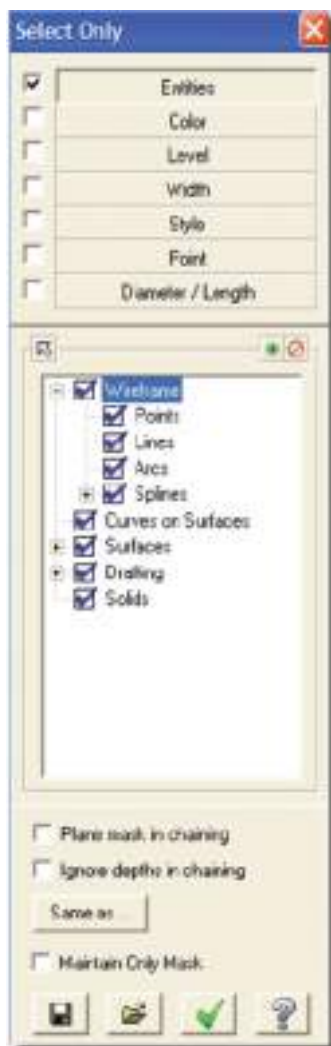 Select Only
Entities
Color
Level
Width
Style
Point
Diameter / Length
Wireframe
Points
Lines
Arcs
Splines
Curves on Surfaces
Surfaces
Drafting
Solids
Plane mask in chaining
Ignore depths in chaining
Same as...
Maintain Only Mask